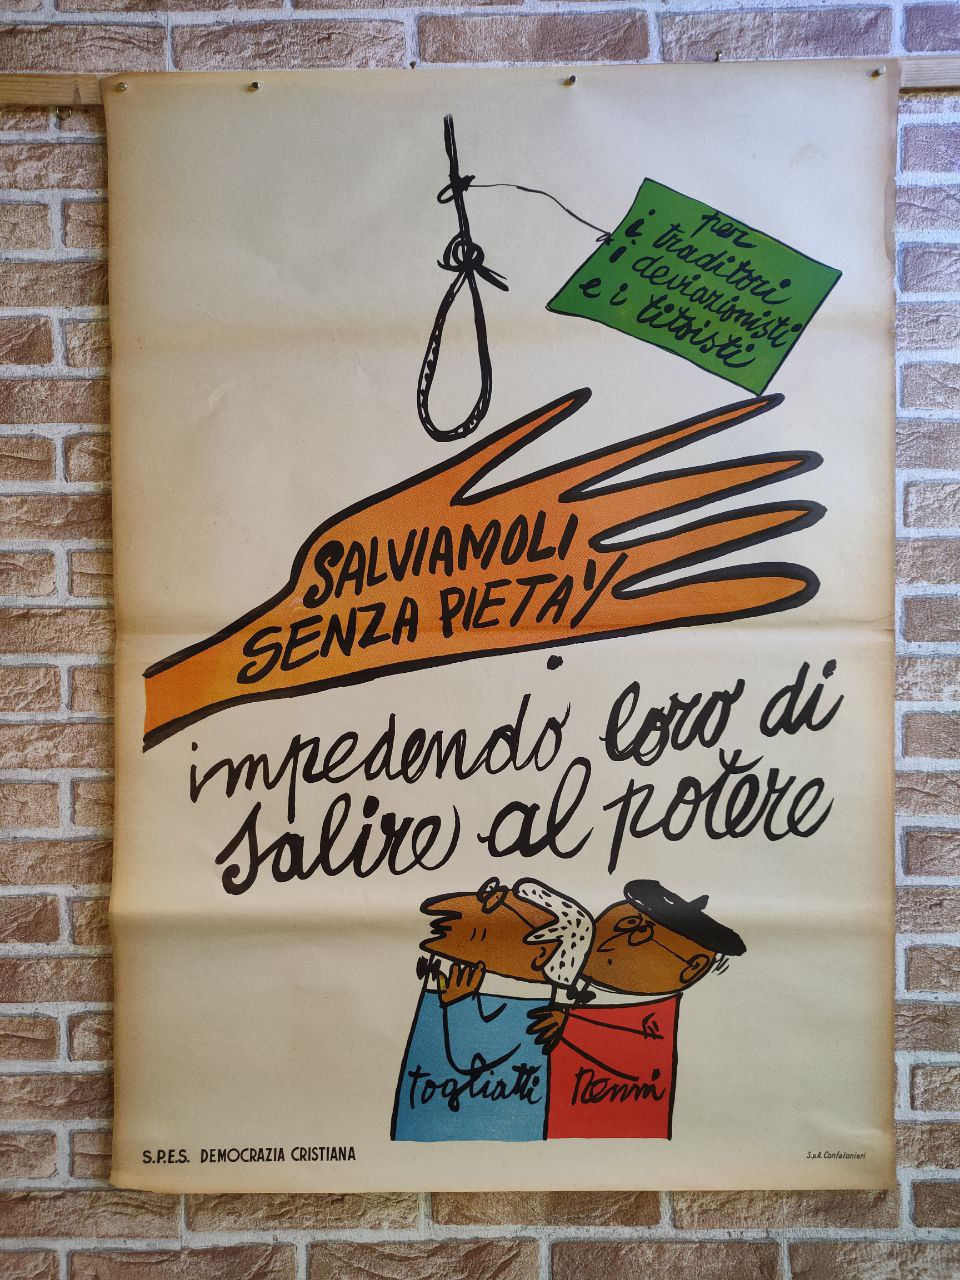 per
i traditori
i deviazionisti
e i titoisti
SALVIAMOLI
SENZA PIETA'
impedendo loro di
salire al potere
togliatti
nenni
S.P.E.S. DEMOCRAZIA CRISTIANA
S.p.A. Confalonieri